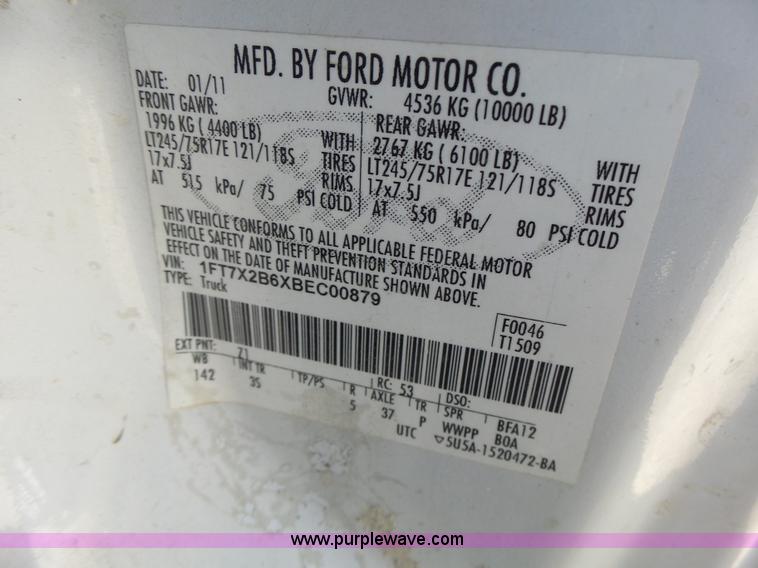 MFD. BY FORD MOTOR CO.
DATE: 01/11 GVWR: 4536 KG (10000 LB)
FRONT GAWR: REAR GAWR:
1996 KG ( 4400 LB) WITH 2767 KG ( 6100 LB) WITH
LT245/75R17E 121/118S TIRES LT245/75R17E 121/118S TIRES
17x7.5J RIMS 17x7.5J RIMS
AT 515 kPa/ 75 PSI COLD AT 550 kPa/ 80 PSI COLD
THIS VEHICLE CONFORMS TO ALL APPLICABLE FEDERAL MOTOR
VEHICLE SAFETY AND THEFT PREVENTION STANDARDS IN
EFFECT ON THE DATE OF MANUFACTURE SHOWN ABOVE.
VIN: 1FT7X2B6XBEC00879
TYPE: Truck
F0046
T1509
EXT PNT: Z1 RC: 53 DSO:
WB INT TR TP/PS R AXLE TR SPR BFA12
142 3S 5 37 P WWPP BOA
UTC ▽5U5A-1520472-BA
www.purplewave.com